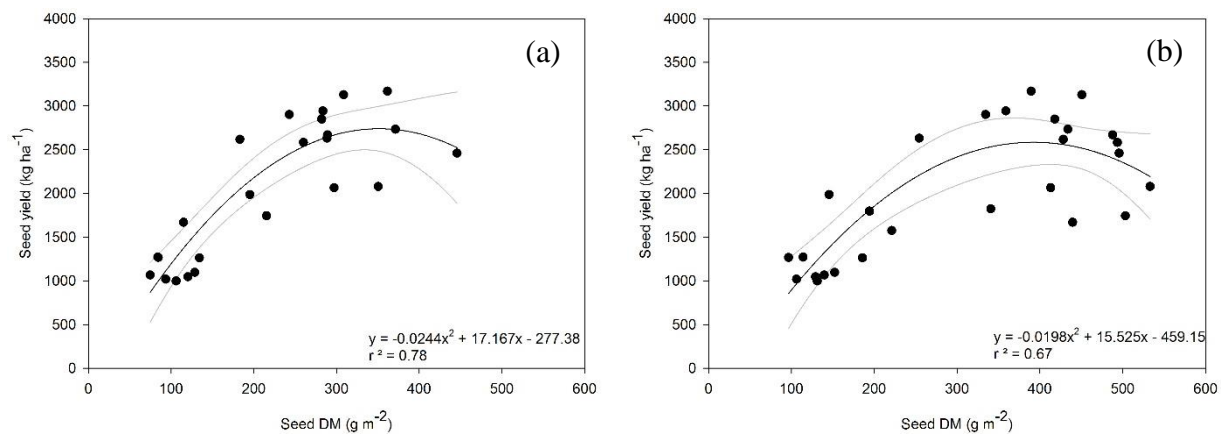 (a)
4000
3500
3000
2500
2000
1500
1000
500
0
Seed yield (kg ha⁻¹)
y = -0.0244x² + 17.167x - 277.38
r ² = 0.78
0 100 200 300 400 500 600
Seed DM (g m⁻²)
(b)
4000
3500
3000
2500
2000
1500
1000
500
0
Seed yield (kg ha⁻¹)
y = -0.0198x² + 15.525x - 459.15
r ² = 0.67
0 100 200 300 400 500 600
Seed DM (g m⁻²)